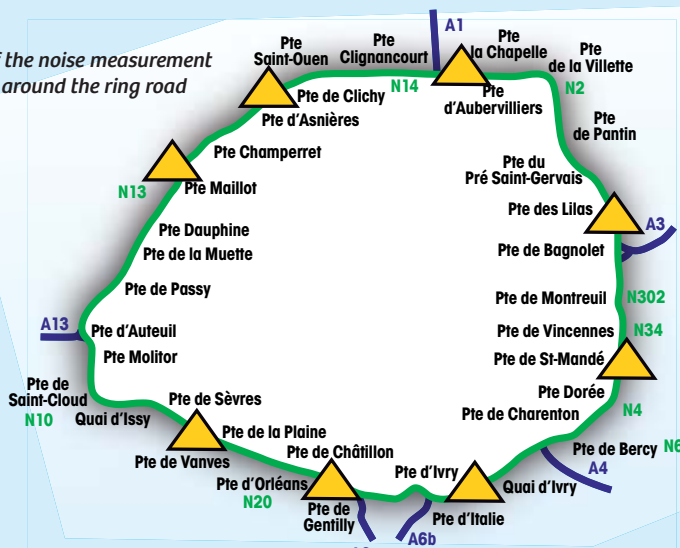 f the noise measurement
around the ring road
A1
Pte
Saint-Ouen
Pte
Clignancourt
Pte
la Chapelle
Pte
de la Villette
N14
N2
Pte de Clichy
Pte
d'Aubervilliers
Pte d'Asnières
Pte
de Pantin
Pte Champerret
Pte du
Pré Saint-Gervais
N13
Pte Maillot
Pte des Lilas
A3
Pte Dauphine
Pte de la Muette
Pte de Bagnolet
Pte de Passy
Pte de Montreuil
N302
A13
Pte d'Auteuil
Pte de Vincennes
N34
Pte Molitor
Pte de St-Mandé
Pte de
Saint-Cloud
N10
Quai d'Issy
Pte de Sèvres
Pte Dorée
Pte de Charenton
N4
Pte de la Plaine
Pte de Vanves
Pte de Châtillon
Pte de Bercy
N6
A4
Pte d'Orléans
N20
Pte d'Ivry
Quai d'Ivry
Pte de
Gentilly
Pte d'Italie
A6b